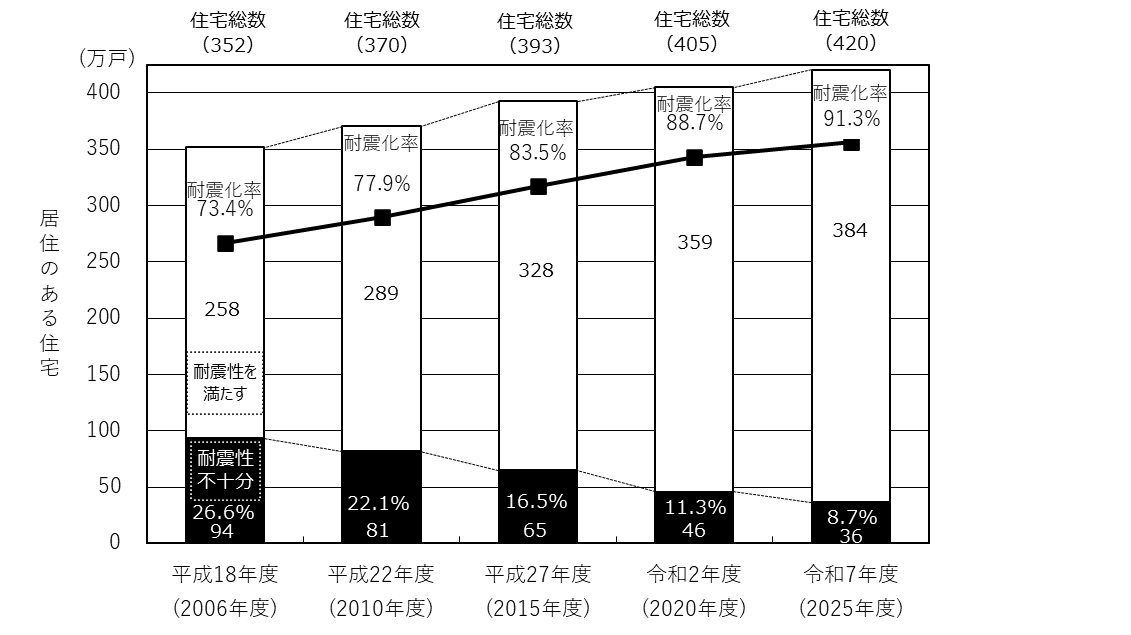 住宅総数
（352）
住宅総数
（370）
住宅総数
（393）
住宅総数
（405）
住宅総数
（420）
（万戸）
400
350
300
250
200
150
100
50
0
居住のある住宅
耐震化率
73.4%
258
耐震性を
満たす
耐震性
不十分
26.6%
94
耐震化率
77.9%
289
22.1%
81
耐震化率
83.5%
328
16.5%
65
耐震化率
88.7%
359
11.3%
46
耐震化率
91.3%
384
8.7%
36
平成18年度
（2006年度）
平成22年度
（2010年度）
平成27年度
（2015年度）
令和2年度
（2020年度）
令和7年度
（2025年度）